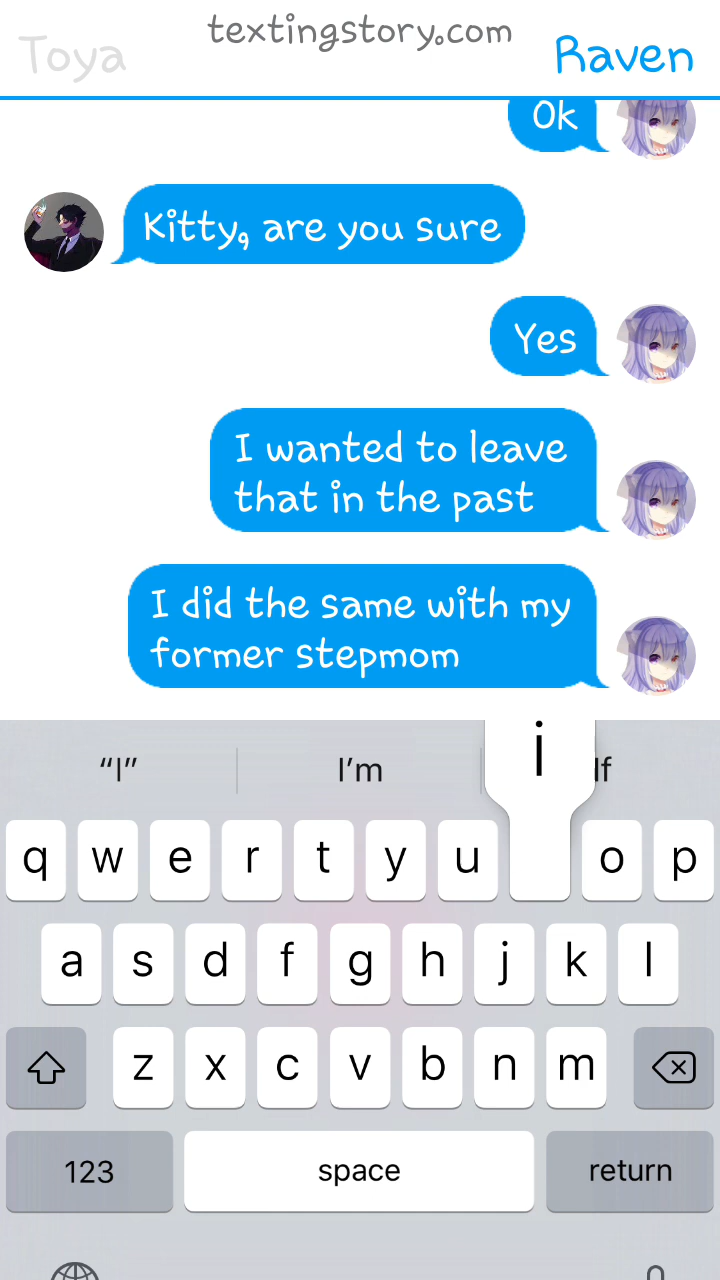 textingstory.com
Toya
Raven
Ok
Kitty, are you sure
Yes
I wanted to leave
that in the past
I did the same with my
former stepmom
“I”
I’m
If
i
q w e r t y u o p
a s d f g h j k l
z x c v b n m
123
space
return